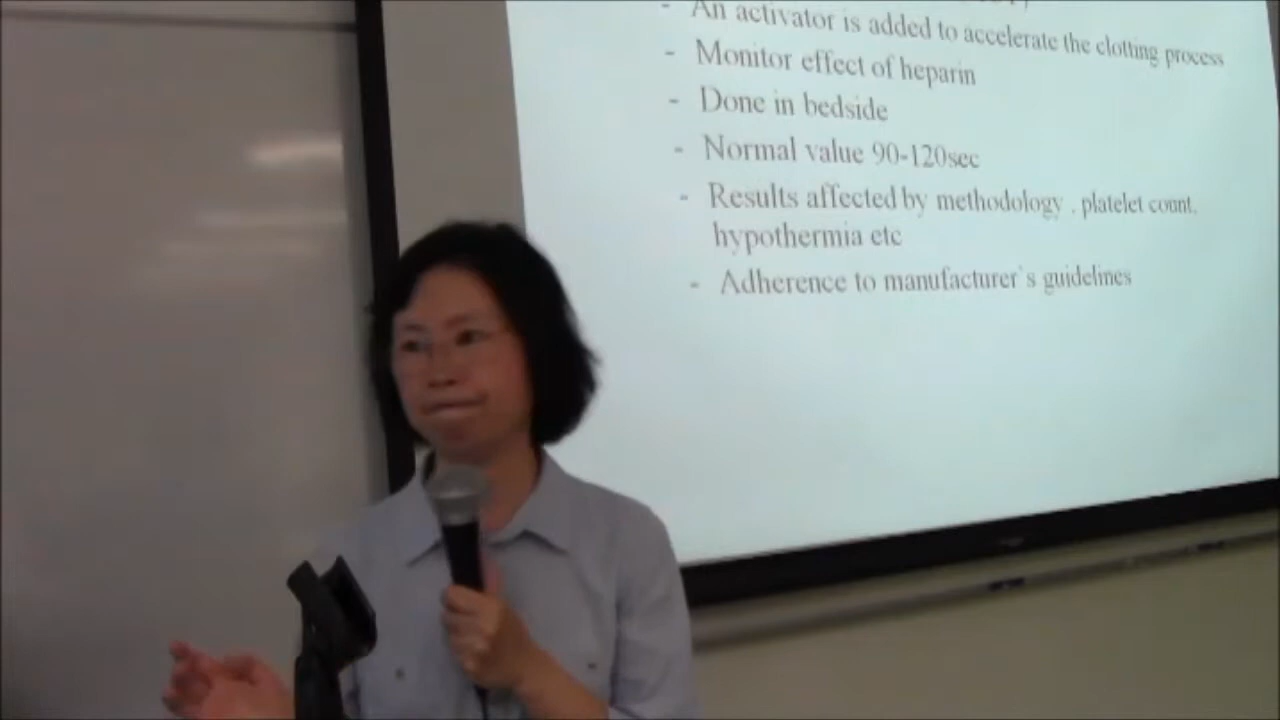 - An activator is added to accelerate the clotting process
- Monitor effect of heparin
- Done in bedside
- Normal value 90-120sec
- Results affected by methodology , platelet count,
hypothermia etc
- Adherence to manufacturer`s guidelines